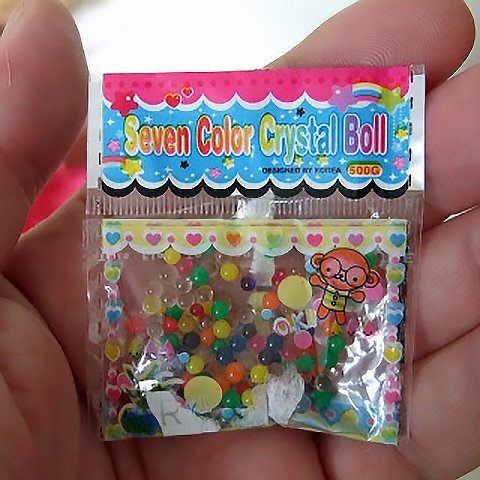 Seven Color Crystal Boll
DESIGNED BY KOREA 500G